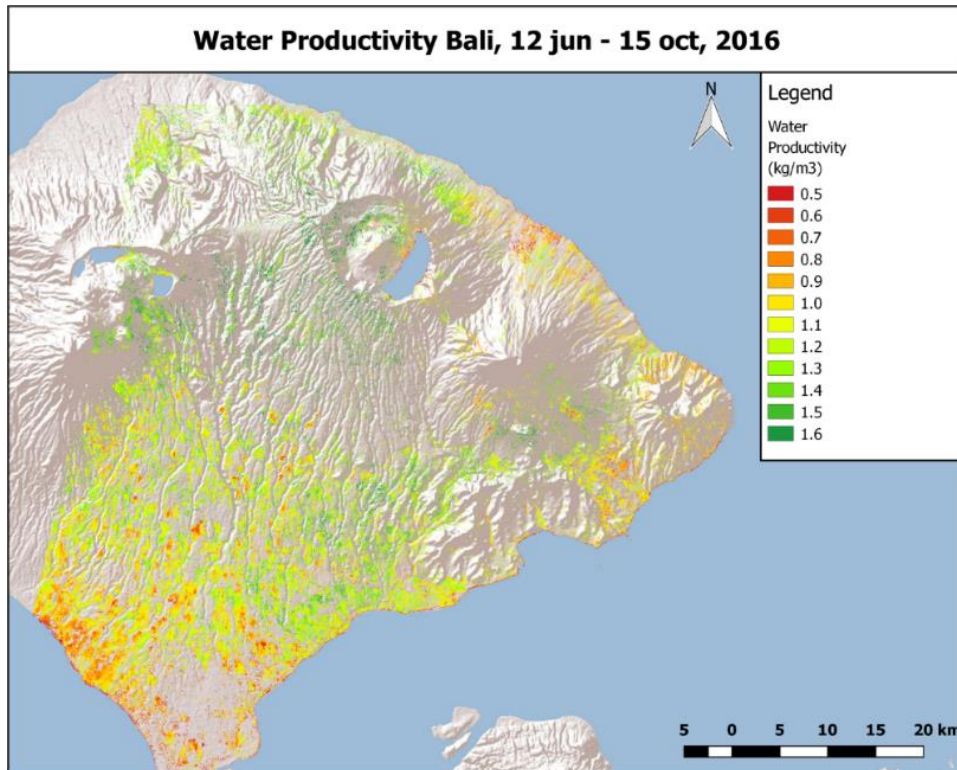 Water Productivity Bali, 12 jun - 15 oct, 2016
N
Legend
Water
Productivity
(kg/m3)
0.5
0.6
0.7
0.8
0.9
1.0
1.1
1.2
1.3
1.4
1.5
1.6
5 0 5 10 15 20 km